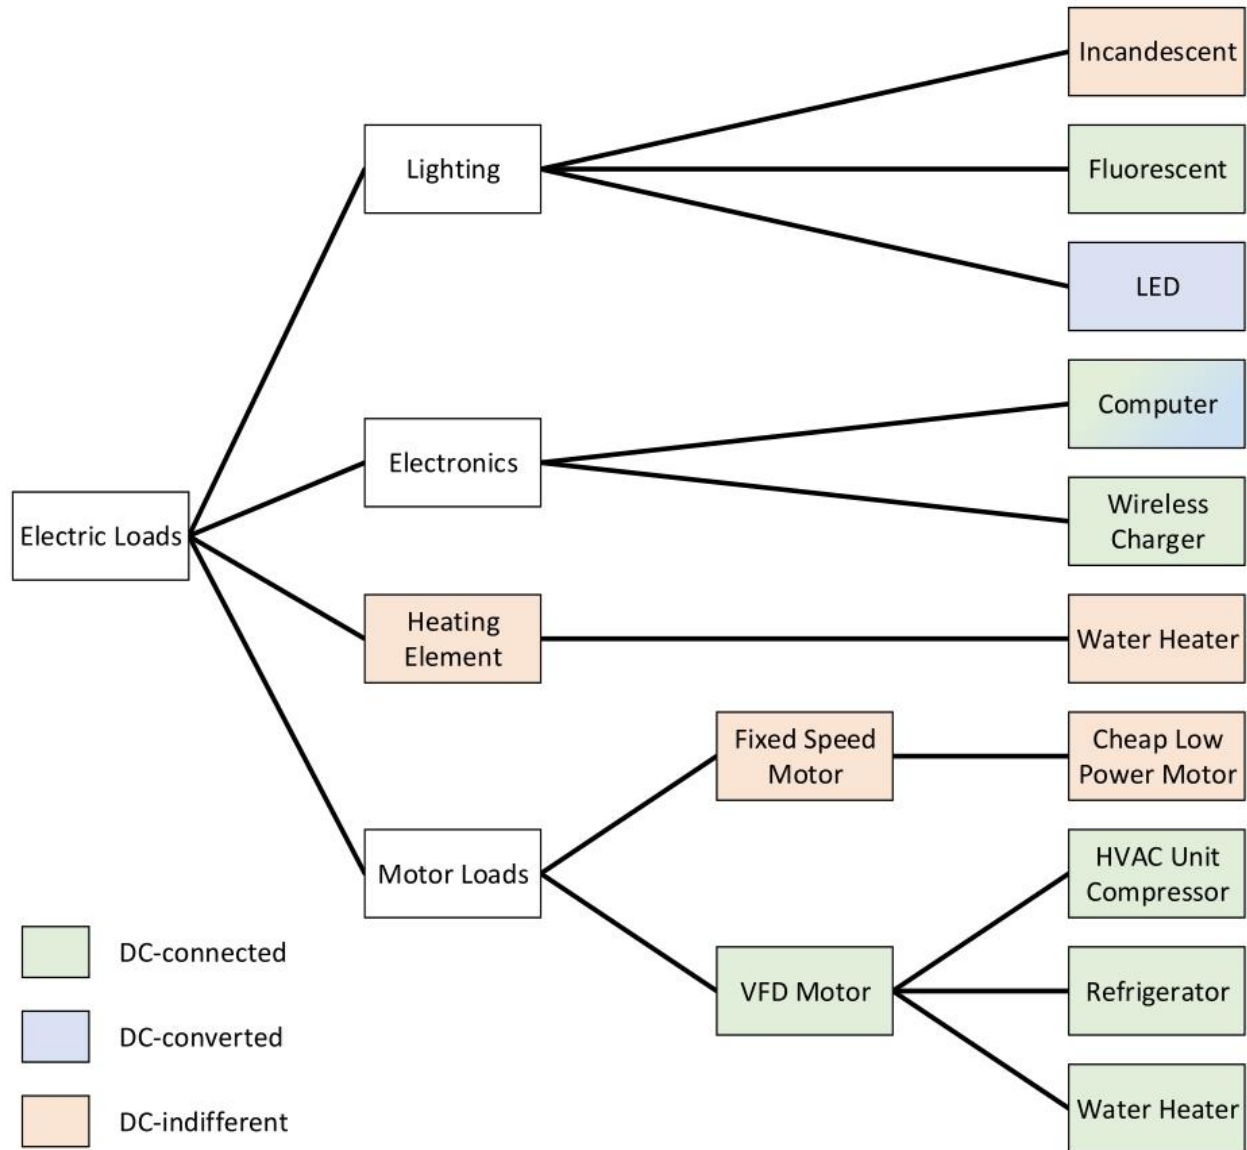 Incandescent
Lighting
Fluorescent
LED
Computer
Electronics
Wireless
Charger
Electric Loads
Heating
Element
Water Heater
Fixed Speed
Motor
Cheap Low
Power Motor
Motor Loads
HVAC Unit
Compressor
VFD Motor
Refrigerator
Water Heater
DC-connected
DC-converted
DC-indifferent